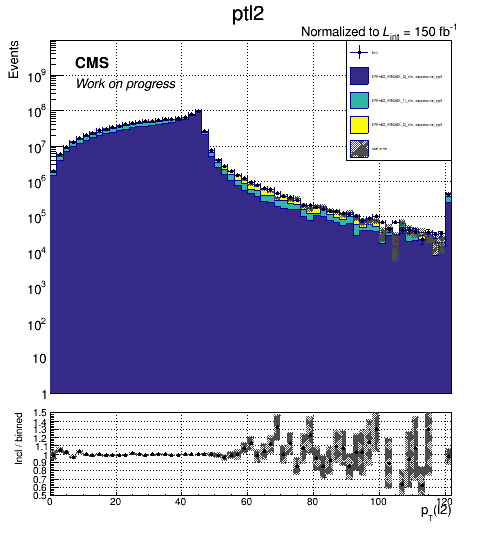 ptl2
Normalized to L_int = 150 fb^-1
Events
CMS
Work on progress
10^9
10^8
10^7
10^6
10^5
10^4
10^3
10^2
10
1
Incl / binned
1.5
1.4
1.3
1.2
1.1
1.0
0.9
0.8
0.7
0.6
0.5
0 20 40 60 80 100 120
p_T(l2)